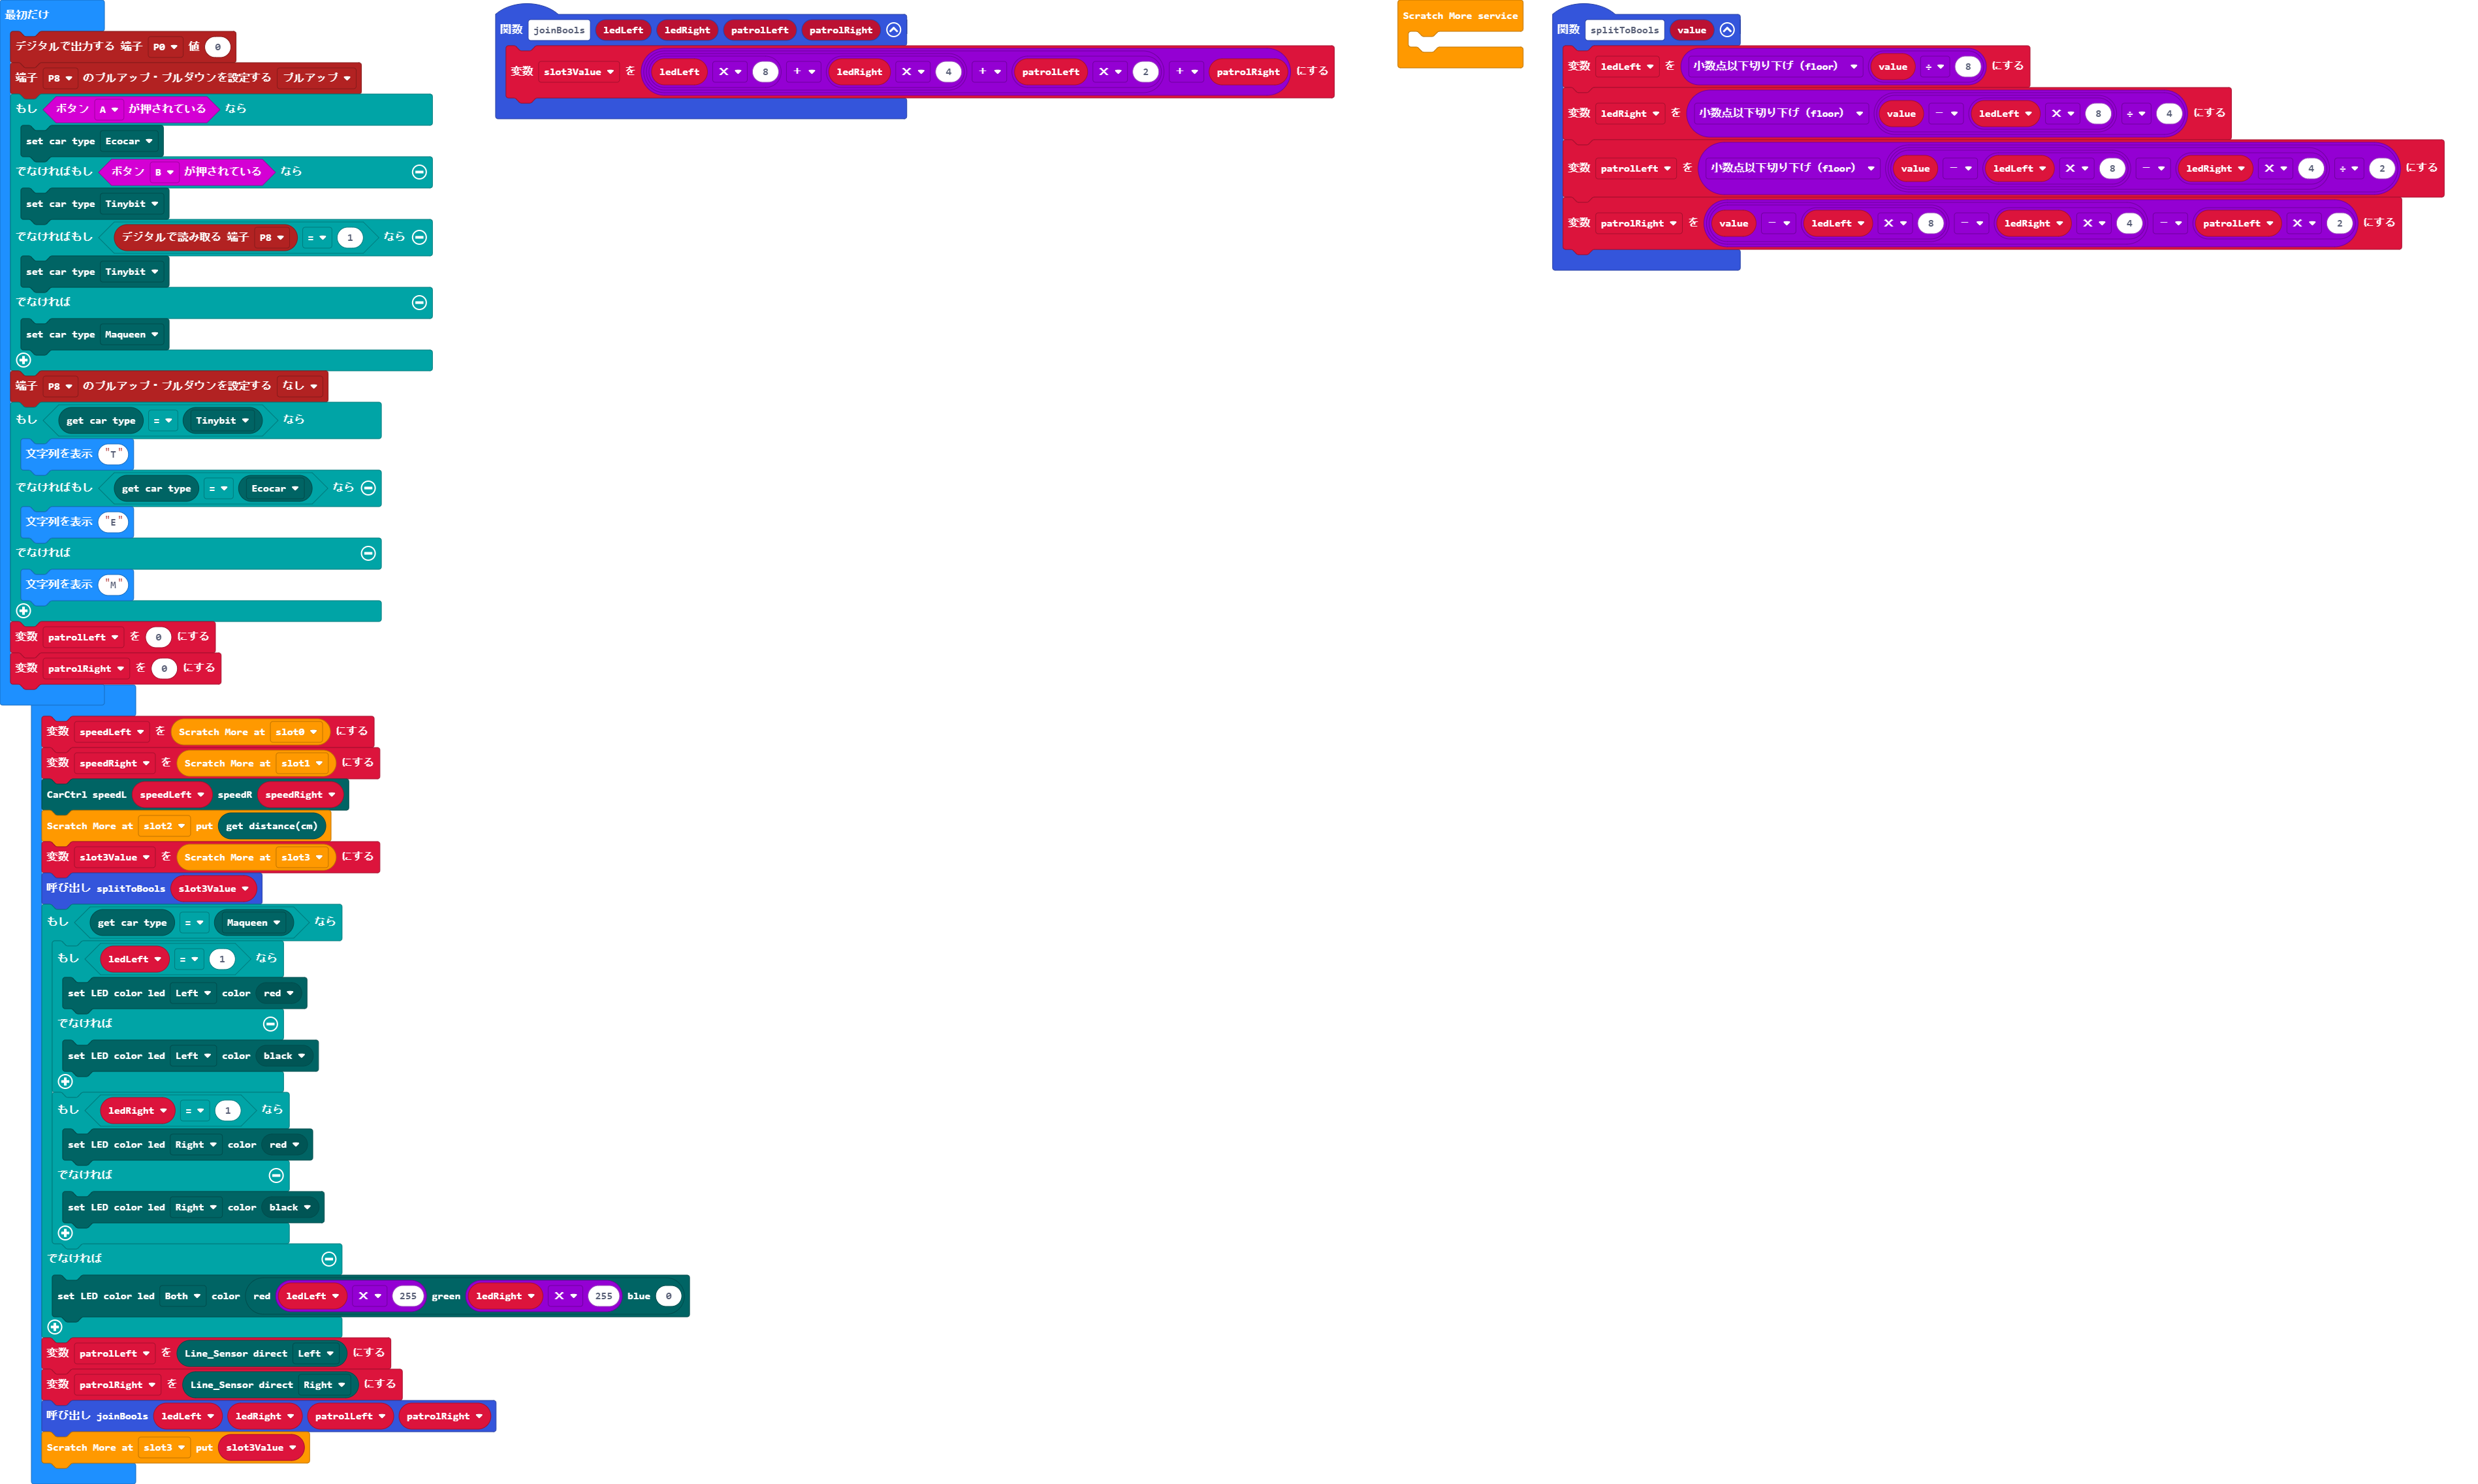 最初だけ
デジタルで出力する 端子 P0 値 0
端子 P8 のプルアップ・プルダウンを設定する プルアップ
もし ボタン A が押されている なら
set car type Ecocar
でなければもし ボタン B が押されている なら
set car type Tinybit
でなければもし デジタルで読み取る 端子 P8 = 1 なら
set car type Tinybit
でなければ
set car type Maqueen
端子 P8 のプルアップ・プルダウンを設定する なし
もし get car type = Tinybit なら
文字列を表示 "T"
でなければもし get car type = Ecocar なら
文字列を表示 "E"
でなければ
文字列を表示 "M"
変数 patrolLeft を 0 にする
変数 patrolRight を 0 にする
変数 speedLeft を Scratch More at slot0 にする
変数 speedRight を Scratch More at slot1 にする
CarCtrl speedL speedLeft speedR speedRight
Scratch More at slot2 put get distance(cm)
変数 slot3Value を Scratch More at slot3 にする
呼び出し splitToBools slot3Value
もし get car type = Maqueen なら
もし ledLeft = 1 なら
set LED color led Left color red
でなければ
set LED color led Left color black
もし ledRight = 1 なら
set LED color led Right color red
でなければ
set LED color led Right color black
でなければ
set LED color led Both color red ledLeft × 255 green ledRight × 255 blue 0
変数 patrolLeft を Line_Sensor direct Left にする
変数 patrolRight を Line_Sensor direct Right にする
呼び出し joinBools ledLeft ledRight patrolLeft patrolRight
Scratch More at slot3 put slot3Value
関数 joinBools ledLeft ledRight patrolLeft patrolRight
変数 slot3Value を ledLeft × 8 + ledRight × 4 + patrolLeft × 2 + patrolRight にする
Scratch More service
関数 splitToBools value
変数 ledLeft を 小数点以下切り下げ (floor) value ÷ 8 にする
変数 ledRight を 小数点以下切り下げ (floor) value − ledLeft × 8 ÷ 4 にする
変数 patrolLeft を 小数点以下切り下げ (floor) value − ledLeft × 8 − ledRight × 4 ÷ 2 にする
変数 patrolRight を value − ledLeft × 8 − ledRight × 4 − patrolLeft × 2 にする